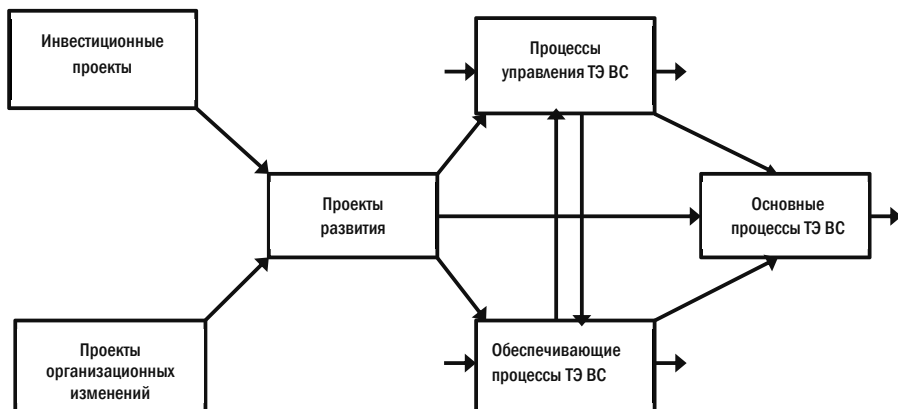 Инвестиционные
проекты
Процессы
управления ТЭ ВС
Проекты
развития
Основные
процессы ТЭ ВС
Проекты
организационных
изменений
Обеспечивающие
процессы ТЭ ВС